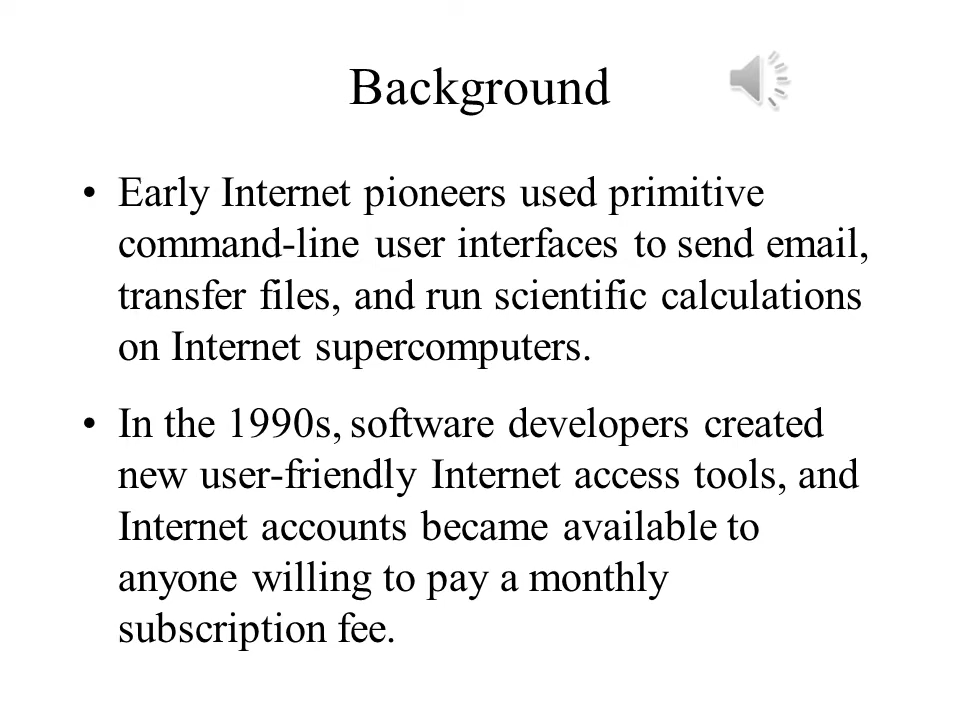 Background
• Early Internet pioneers used primitive
command-line user interfaces to send email,
transfer files, and run scientific calculations
on Internet supercomputers.
• In the 1990s, software developers created
new user-friendly Internet access tools, and
Internet accounts became available to
anyone willing to pay a monthly
subscription fee.